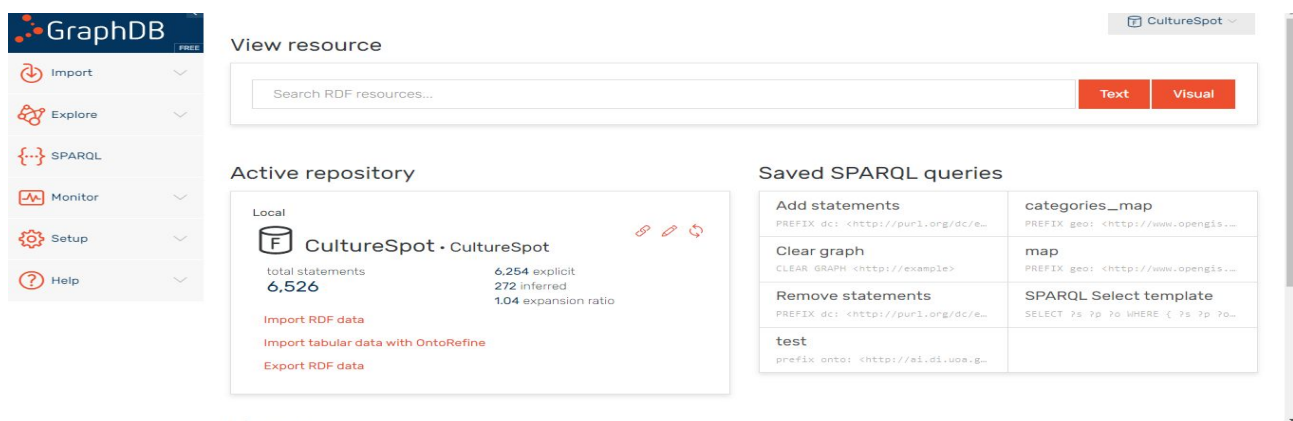 GraphDB
FREE
Import
Explore
SPARQL
Monitor
Setup
Help
CultureSpot
View resource
Search RDF resources...
Text
Visual
Active repository
Local
F
CultureSpot · CultureSpot
total statements
6,526
6,254 explicit
272 inferred
1.04 expansion ratio
Import RDF data
Import tabular data with OntoRefine
Export RDF data
Saved SPARQL queries
Add statements
PREFIX dc: <http://purl.org/dc/e…
categories_map
PREFIX geo: <http://www.opengis.…
Clear graph
CLEAR GRAPH <http://example>
map
PREFIX geo: <http://www.opengis.…
Remove statements
PREFIX dc: <http://purl.org/dc/e…
SPARQL Select template
SELECT ?s ?p ?o WHERE { ?s ?p ?o…
test
prefix onto: <http://ai.di.uoa.g…